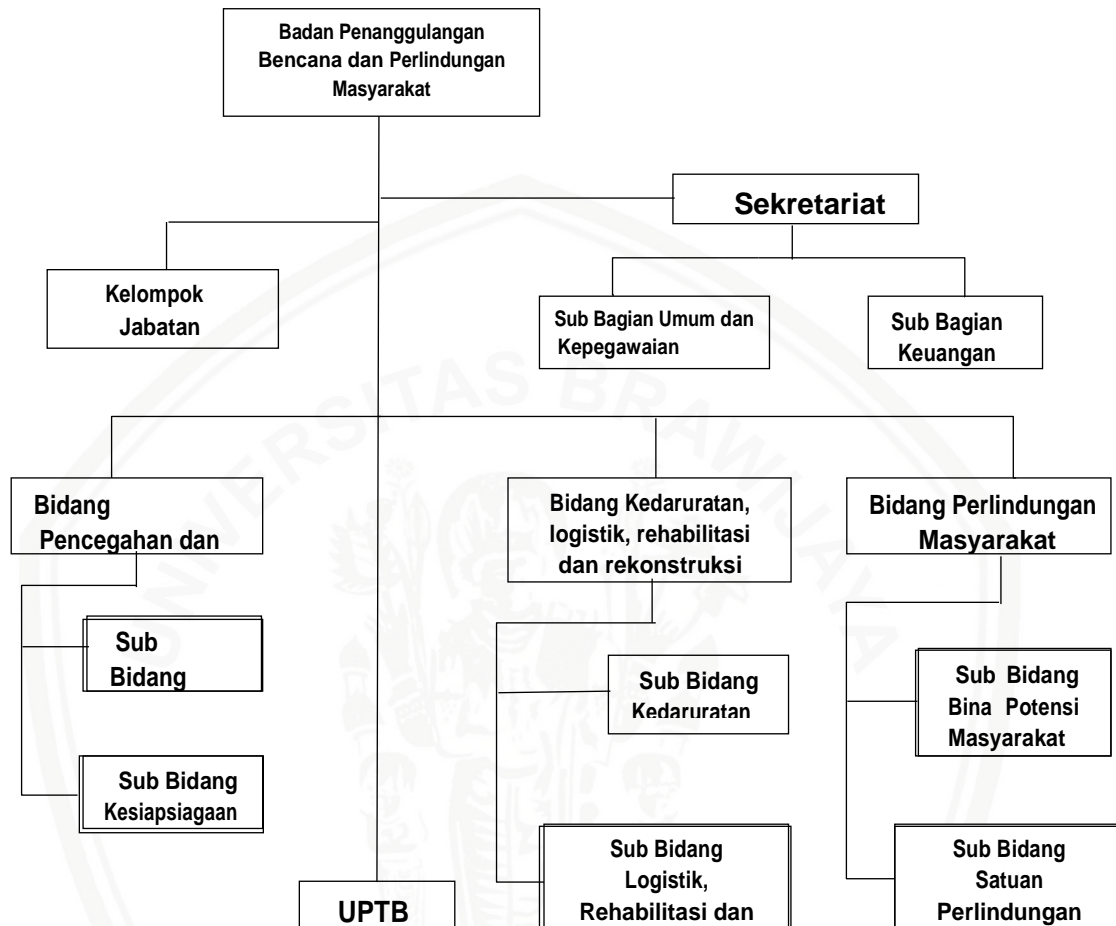 Badan Penanggulangan
Bencana dan Perlindungan
Masyarakat
Sekretariat
Kelompok
Jabatan
Sub Bagian Umum dan
Kepegawaian
Sub Bagian
Keuangan
UNIVERSITAS BRAWIJAYA
Bidang
Pencegahan dan
Bidang Kedaruratan,
logistik, rehabilitasi
dan rekonstruksi
Bidang Perlindungan
Masyarakat
Sub
Bidang
Sub Bidang
Kedaruratan
Sub Bidang
Bina Potensi
Masyarakat
Sub Bidang
Kesiapsiagaan
UPTB
Sub Bidang
Logistik,
Rehabilitasi dan
Sub Bidang
Satuan
Perlindungan